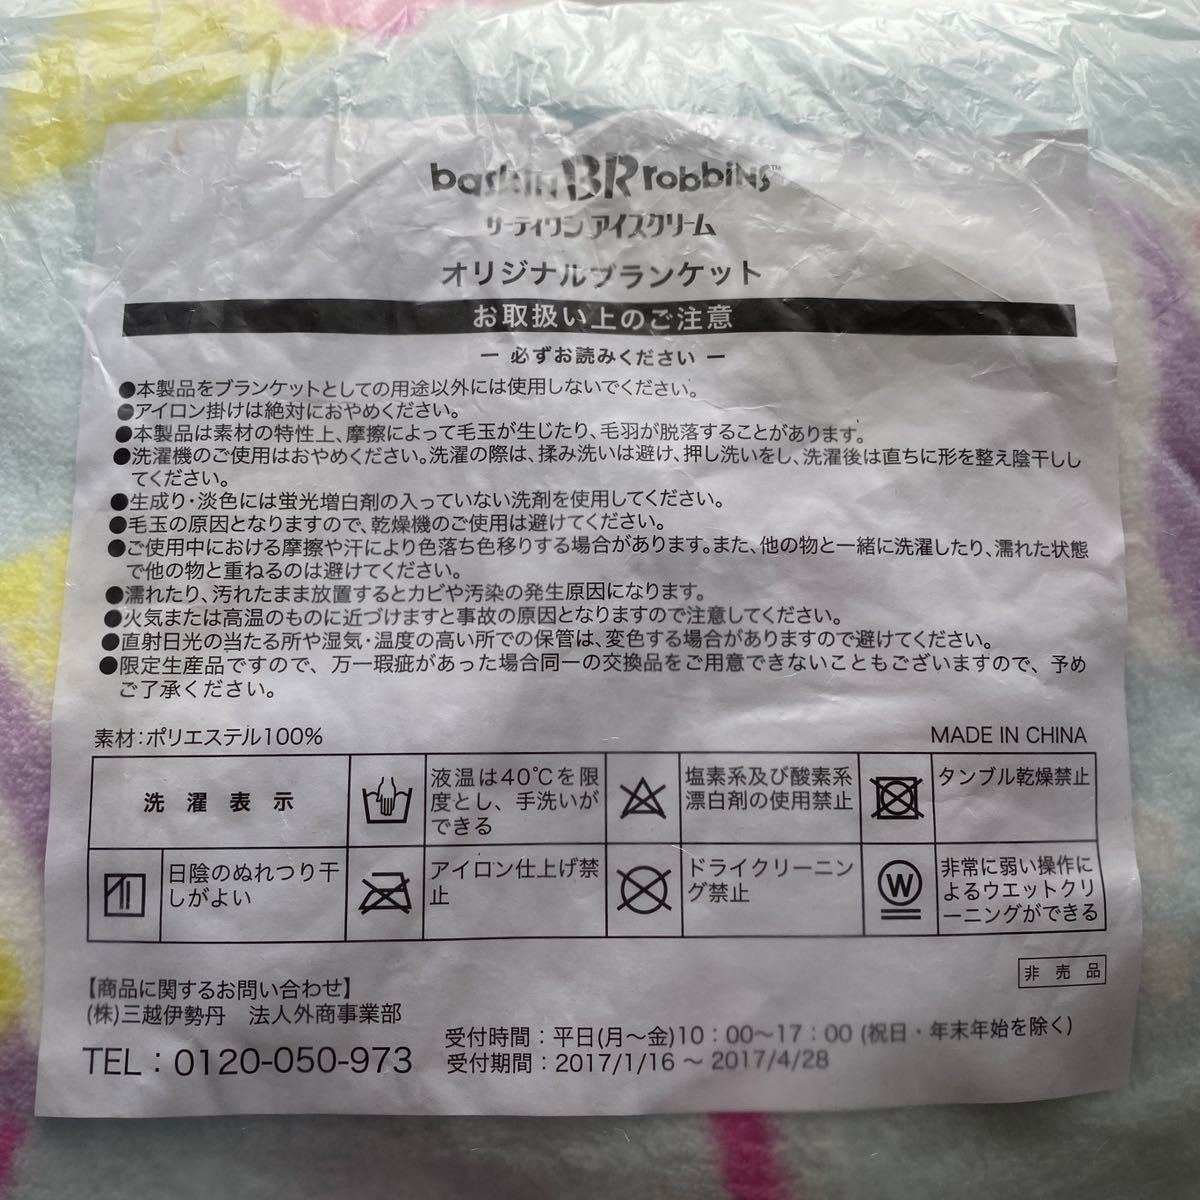 baskin BR robbins™
サーティワン アイスクリーム
オリジナルブランケット
お取扱い上のご注意
ー 必ずお読みください ー
●本製品をブランケットとしての用途以外には使用しないでください。
●アイロン掛けは絶対におやめください。
●本製品は素材の特性上、摩擦によって毛玉が生じたり、毛羽が脱落することがあります。
●洗濯機のご使用はおやめください。洗濯の際は、揉み洗いは避け、押し洗いをし、洗濯後は直ちに形を整え陰干しし
てください。
●生成り・淡色には蛍光増白剤の入っていない洗剤を使用してください。
●毛玉の原因となりますので、乾燥機のご使用は避けてください。
●ご使用中における摩擦や汗により色落ち色移りする場合があります。また、他の物と一緒に洗濯したり、濡れた状態
で他の物と重ねるのは避けてください。
●濡れたり、汚れたまま放置するとカビや汚染の発生原因になります。
●火気または高温のものに近づけますと事故の原因となりますので注意してください。
●直射日光の当たる所や湿気・温度の高い所での保管は、変色する場合がありますので避けてください。
●限定生産品ですので、万一瑕疵があった場合同一の交換品をご用意できないこともございますので、予め
ご了承ください。
素材：ポリエステル100%
MADE IN CHINA
洗濯表示
液温は40℃を限
度とし、手洗いが
できる
塩素系及び酸素系
漂白剤の使用禁止
タンブル乾燥禁止
日陰のぬれつり干
しがよい
アイロン仕上げ禁
止
ドライクリーニン
グ禁止
W
非常に弱い操作に
よるウエットクリ
ーニングができる
非売品
【商品に関するお問い合わせ】
(株)三越伊勢丹　法人外商事業部
TEL：0120-050-973
受付時間：平日(月～金)10：00～17：00 (祝日・年末年始を除く)
受付期間：2017/1/16 ～ 2017/4/28